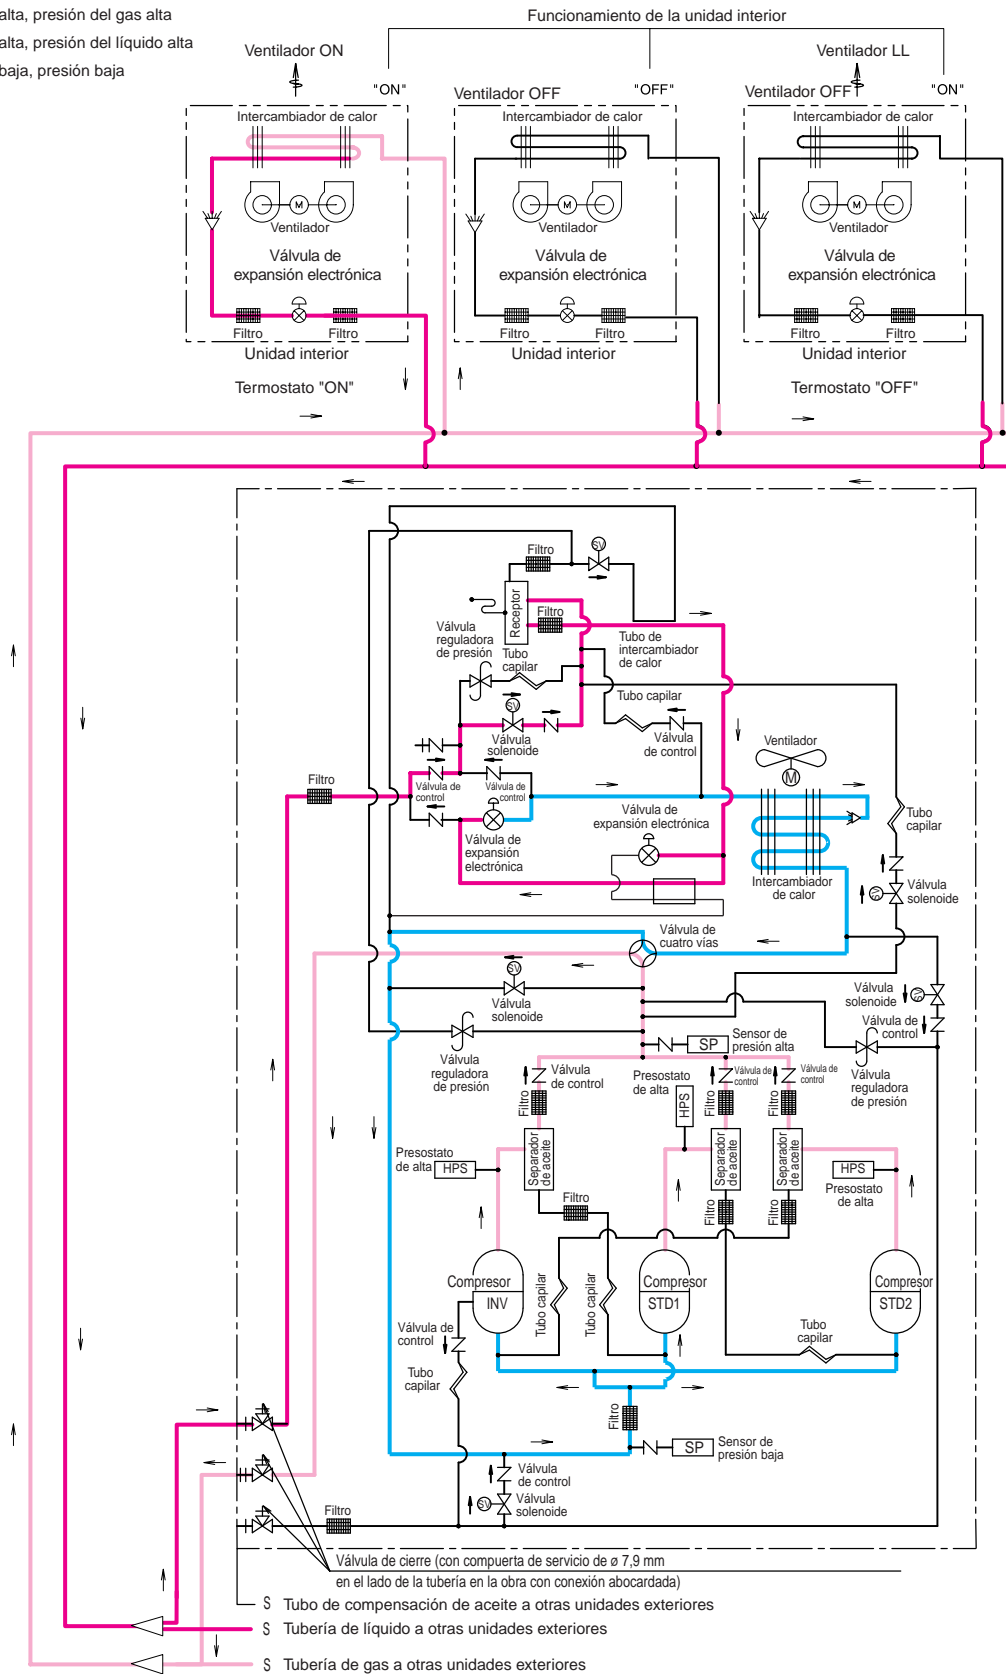 alta, presión del gas alta
alta, presión del líquido alta
baja, presión baja
Funcionamiento de la unidad interior
Ventilador ON
"ON"
Ventilador OFF
"OFF"
Ventilador LL
Ventilador OFF
"ON"
Intercambiador de calor
Intercambiador de calor
Intercambiador de calor
M
M
M
Ventilador
Ventilador
Ventilador
Válvula de
expansión electrónica
Válvula de
expansión electrónica
Válvula de
expansión electrónica
Filtro
Filtro
Filtro
Filtro
Filtro
Filtro
Unidad interior
Unidad interior
Unidad interior
Termostato "ON"
Termostato "OFF"
Filtro
SV
Receptor
Filtro
Válvula
reguladora
de presión
Tubo
capilar
Tubo de
intercambiador
de calor
Tubo capilar
SV
Válvula
solenoide
Válvula
de control
Ventilador
M
Filtro
Válvula de
control
Válvula de
control
Válvula de
expansión
electrónica
Válvula de
expansión electrónica
Tubo
capilar
Intercambiador
de calor
SV
Válvula
solenoide
Válvula de
cuatro vías
SV
Válvula
solenoide
Válvula
solenoide
SV
Válvula de
control
Válvula
reguladora
de presión
SP
Sensor de
presión alta
Válvula
reguladora
de presión
Válvula
de control
Presostato
de alta
Válvula de
control
Válvula de
control
Filtro
HPS
Filtro
Filtro
Presostato
de alta
HPS
Separador
de aceite
Separador
de aceite
Separador
de aceite
HPS
Presostato
de alta
Filtro
Filtro
Filtro
Compresor
INV
Tubo capilar
Tubo capilar
Compresor
STD1
Compresor
STD2
Válvula de
control
Tubo
capilar
Tubo
capilar
Filtro
SP
Sensor de
presión baja
Válvula
de control
SV
Válvula
solenoide
Filtro
Válvula de cierre (con compuerta de servicio de ø 7,9 mm
en el lado de la tubería en la obra con conexión abocardada)
S Tubo de compensación de aceite a otras unidades exteriores
S Tubería de líquido a otras unidades exteriores
S Tubería de gas a otras unidades exteriores